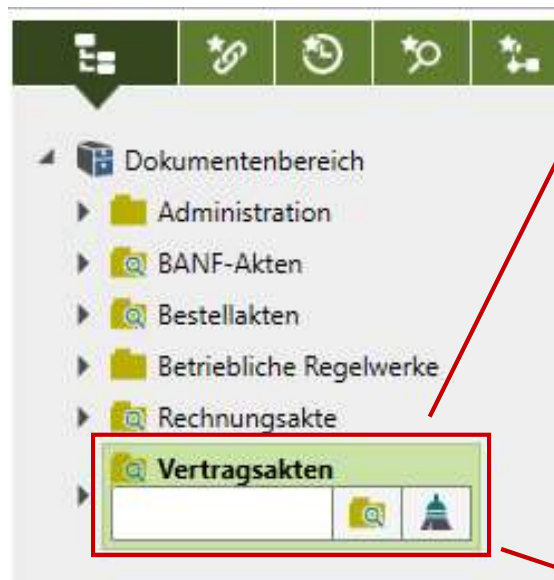 Dokumentenbereich
Administration
BANF-Akten
Bestellakten
Betriebliche Regelwerke
Rechnungsakte
Vertragsakten